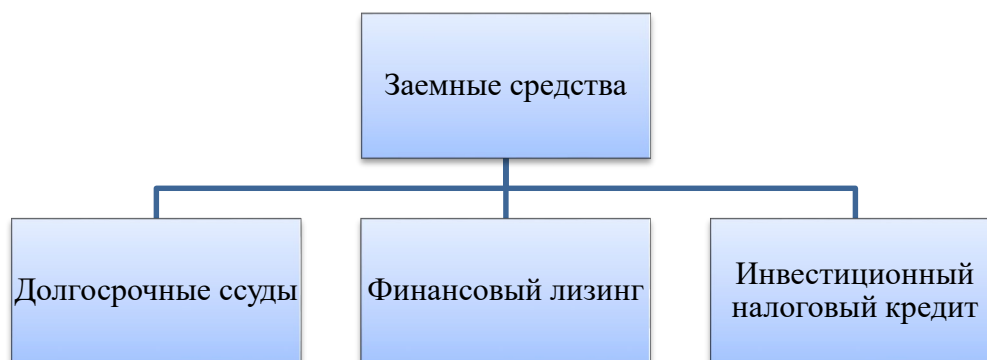 Заемные средства
Долгосрочные ссуды
Финансовый лизинг
Инвестиционный
налоговый кредит